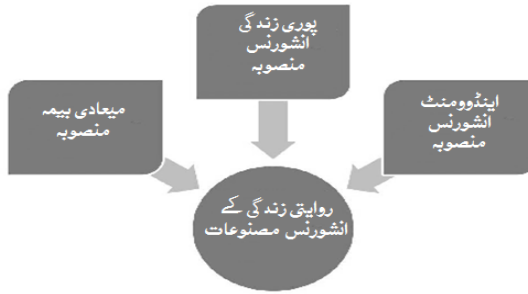 پوری زندگی
انشورنس
منصوبہ
اینڈوومنٹ
انشورنس
منصوبہ
میعادی بیمہ
منصوبہ
روایتی زندگی کے
انشورنس مصنوعات